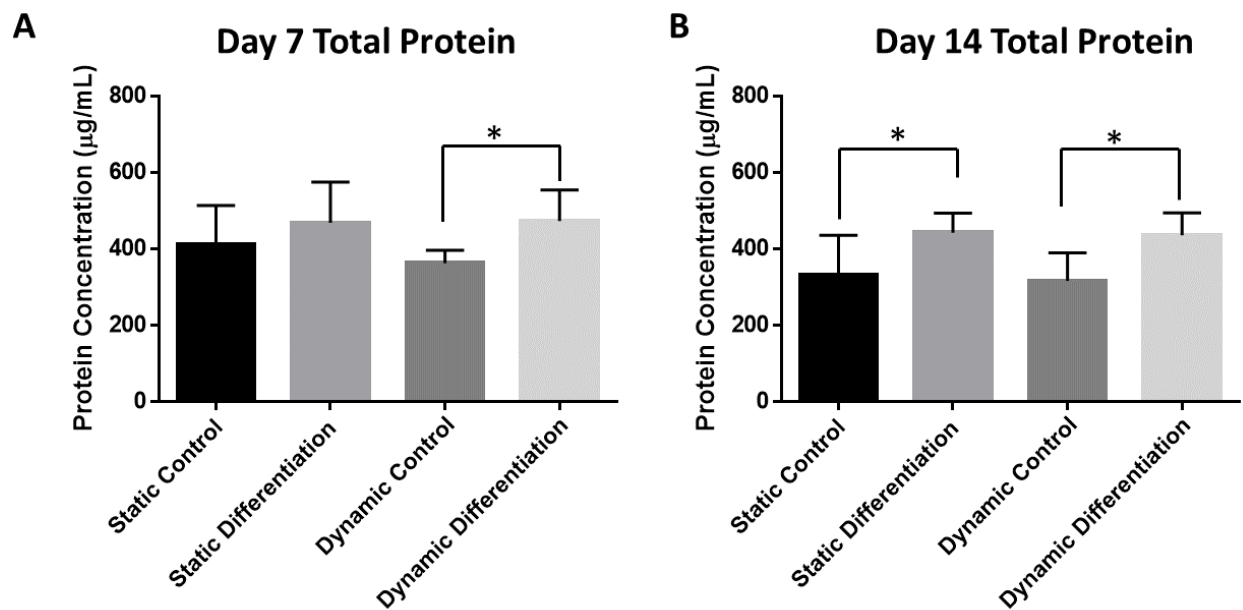 A
Day 7 Total Protein
Protein Concentration (µg/mL)
800
600
400
200
0
*
Static Control
Static Differentiation
Dynamic Control
Dynamic Differentiation
B
Day 14 Total Protein
Protein Concentration (µg/mL)
800
600
400
200
0
*
*
Static Control
Static Differentiation
Dynamic Control
Dynamic Differentiation